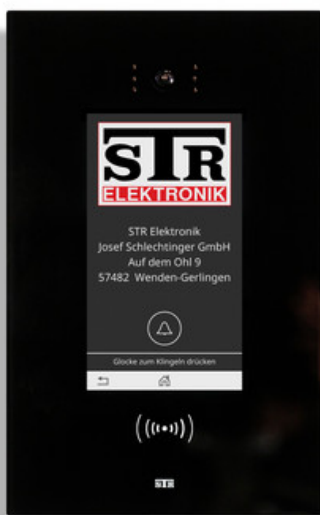 STR
ELEKTRONIK
STR Elektronik
Josef Schlechtinger GmbH
Auf dem Ohl 9
57482 Wenden-Gerlingen
Glocke zum Klingeln drücken
STR